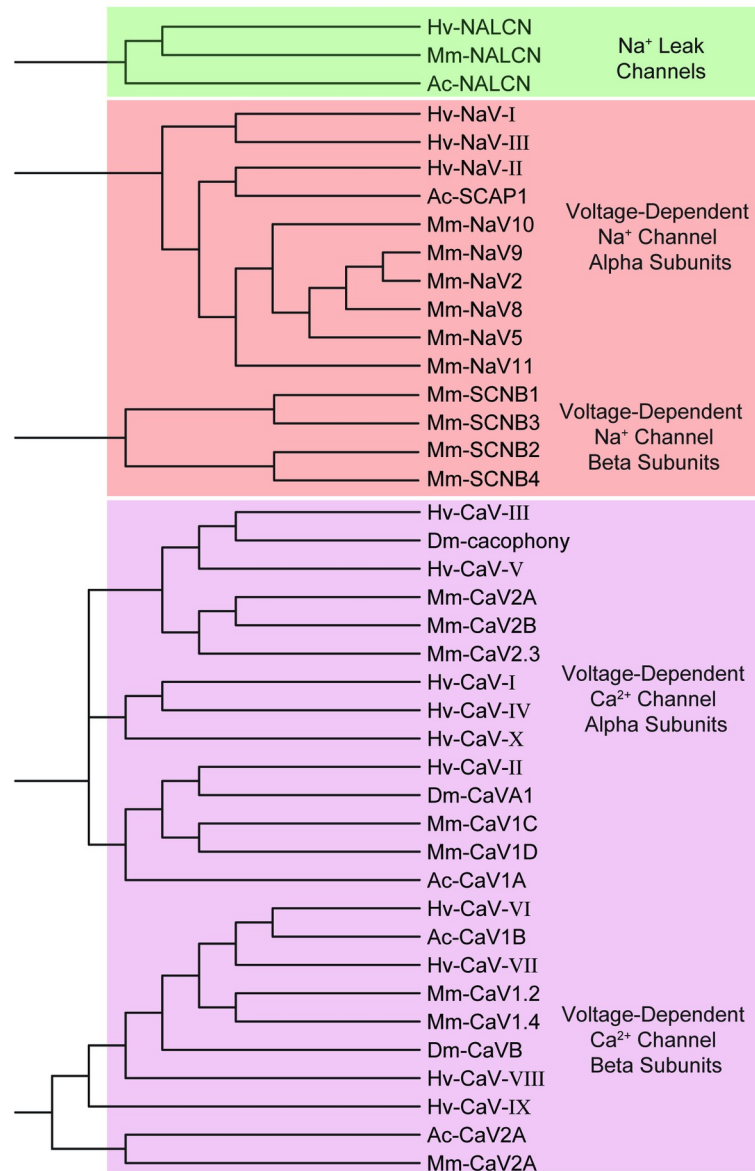 Hv-NALCN
Mm-NALCN
Ac-NALCN
Na⁺ Leak
Channels
Hv-NaV-I
Hv-NaV-III
Hv-NaV-II
Ac-SCAP1
Mm-NaV10
Mm-NaV9
Mm-NaV2
Mm-NaV8
Mm-NaV5
Mm-NaV11
Voltage-Dependent
Na⁺ Channel
Alpha Subunits
Mm-SCNB1
Mm-SCNB3
Mm-SCNB2
Mm-SCNB4
Voltage-Dependent
Na⁺ Channel
Beta Subunits
Hv-CaV-III
Dm-cacophony
Hv-CaV-V
Mm-CaV2A
Mm-CaV2B
Mm-CaV2.3
Hv-CaV-I
Hv-CaV-IV
Hv-CaV-X
Hv-CaV-II
Dm-CaVA1
Mm-CaV1C
Mm-CaV1D
Ac-CaV1A
Voltage-Dependent
Ca²⁺ Channel
Alpha Subunits
Hv-CaV-VI
Ac-CaV1B
Hv-CaV-VII
Mm-CaV1.2
Mm-CaV1.4
Dm-CaVB
Hv-CaV-VIII
Hv-CaV-IX
Ac-CaV2A
Mm-CaV2A
Voltage-Dependent
Ca²⁺ Channel
Beta Subunits